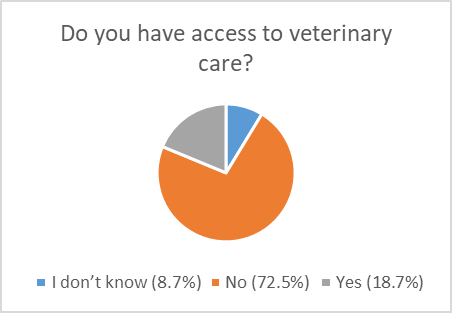 Do you have access to veterinary
care?
I don’t know (8.7%) No (72.5%) Yes (18.7%)